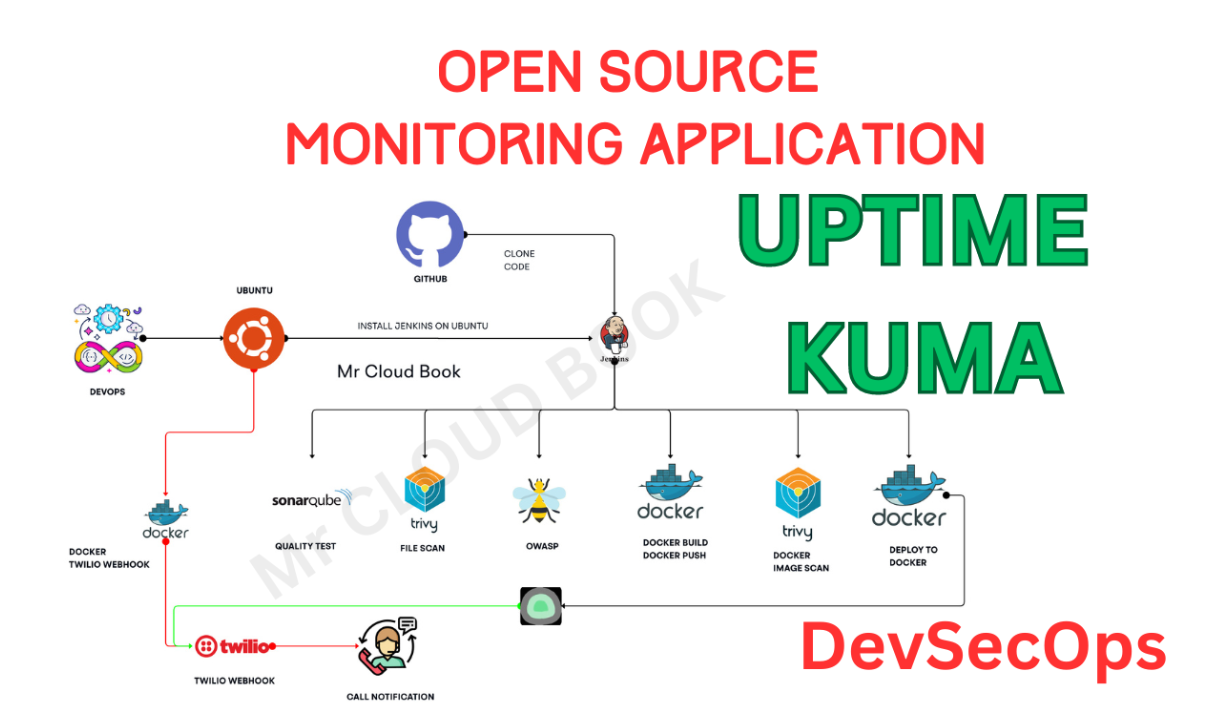 OPEN SOURCE
MONITORING APPLICATION
UPTIME
KUMA
GITHUB
CLONE
CODE
UBUNTU
INSTALL JENKINS ON UBUNTU
Jenkins
DEVOPS
Mr Cloud Book
Mr CLOUD BOOK
sonarqube
QUALITY TEST
trivy
FILE SCAN
OWASP
docker
DOCKER BUILD
DOCKER PUSH
trivy
DOCKER
IMAGE SCAN
docker
DEPLOY TO
DOCKER
docker
DOCKER
TWILIO WEBHOOK
twilio
TWILIO WEBHOOK
CALL NOTIFICATION
DevSecOps